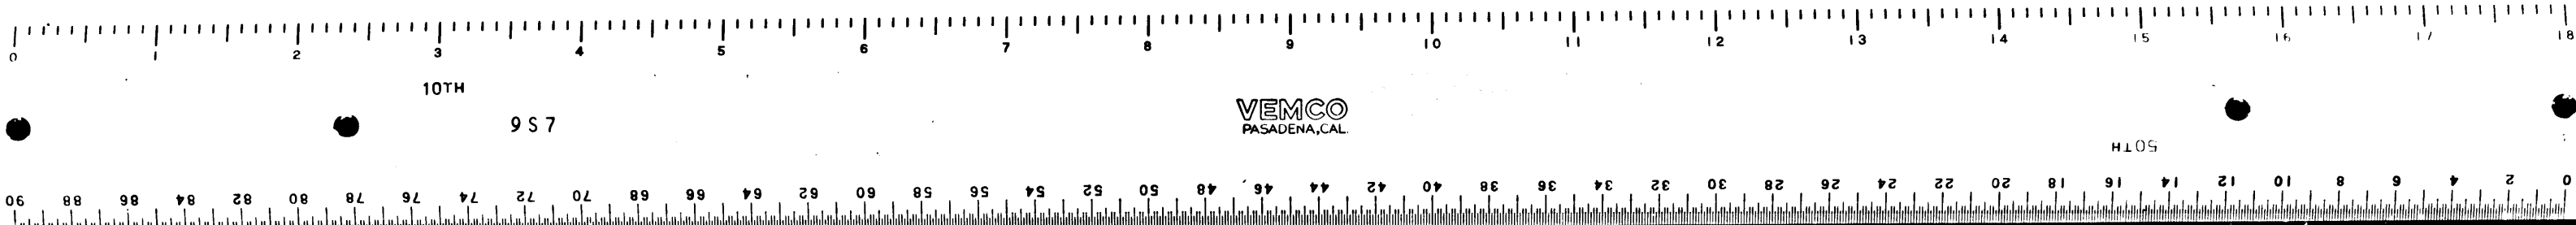 0 1 2 3 4 5 6 7 8 9 10 11 12 13 14 15 16 17 18
10TH
9S7
VEMCO
PASADENA, CAL.
50TH
90 88 86 84 82 80 78 76 74 72 70 68 66 64 62 60 58 56 54 52 50 48 46 44 42 40 38 36 34 32 30 28 26 24 22 20 18 16 14 12 10 8 6 4 2 0